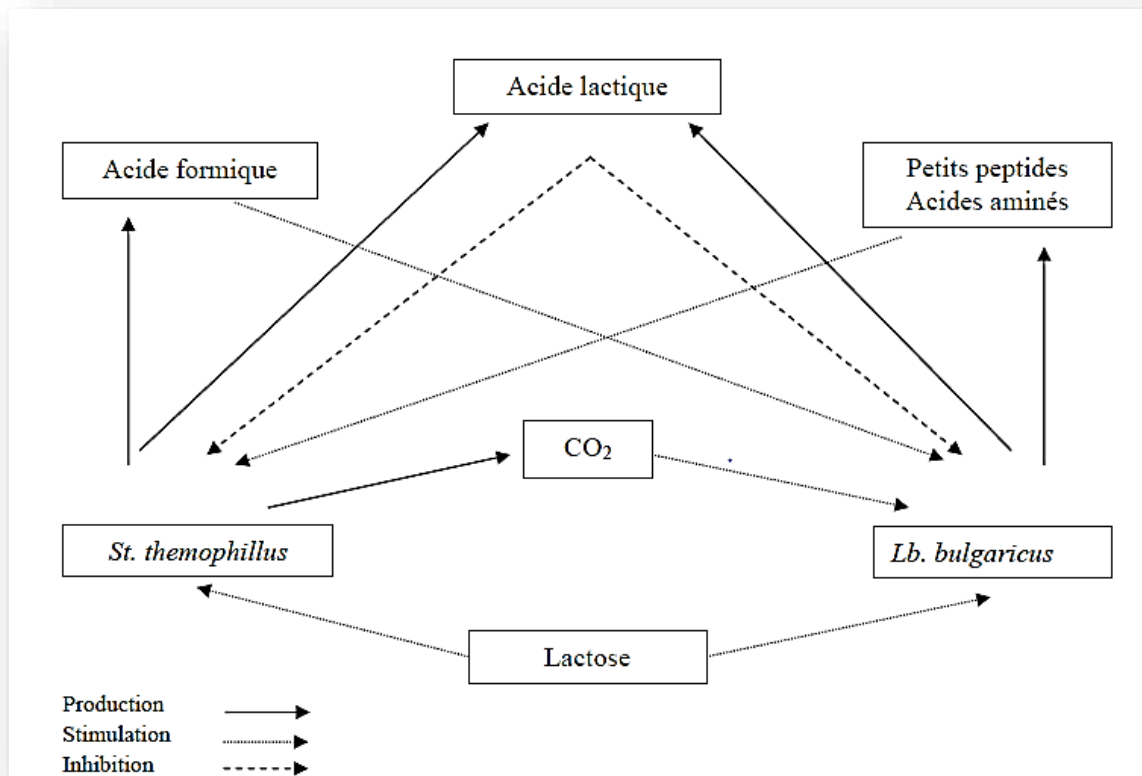 Acide lactique
Acide formique
Petits peptides
Acides aminés
CO₂
St. themophillus
Lb. bulgaricus
Lactose
Production
Stimulation
Inhibition